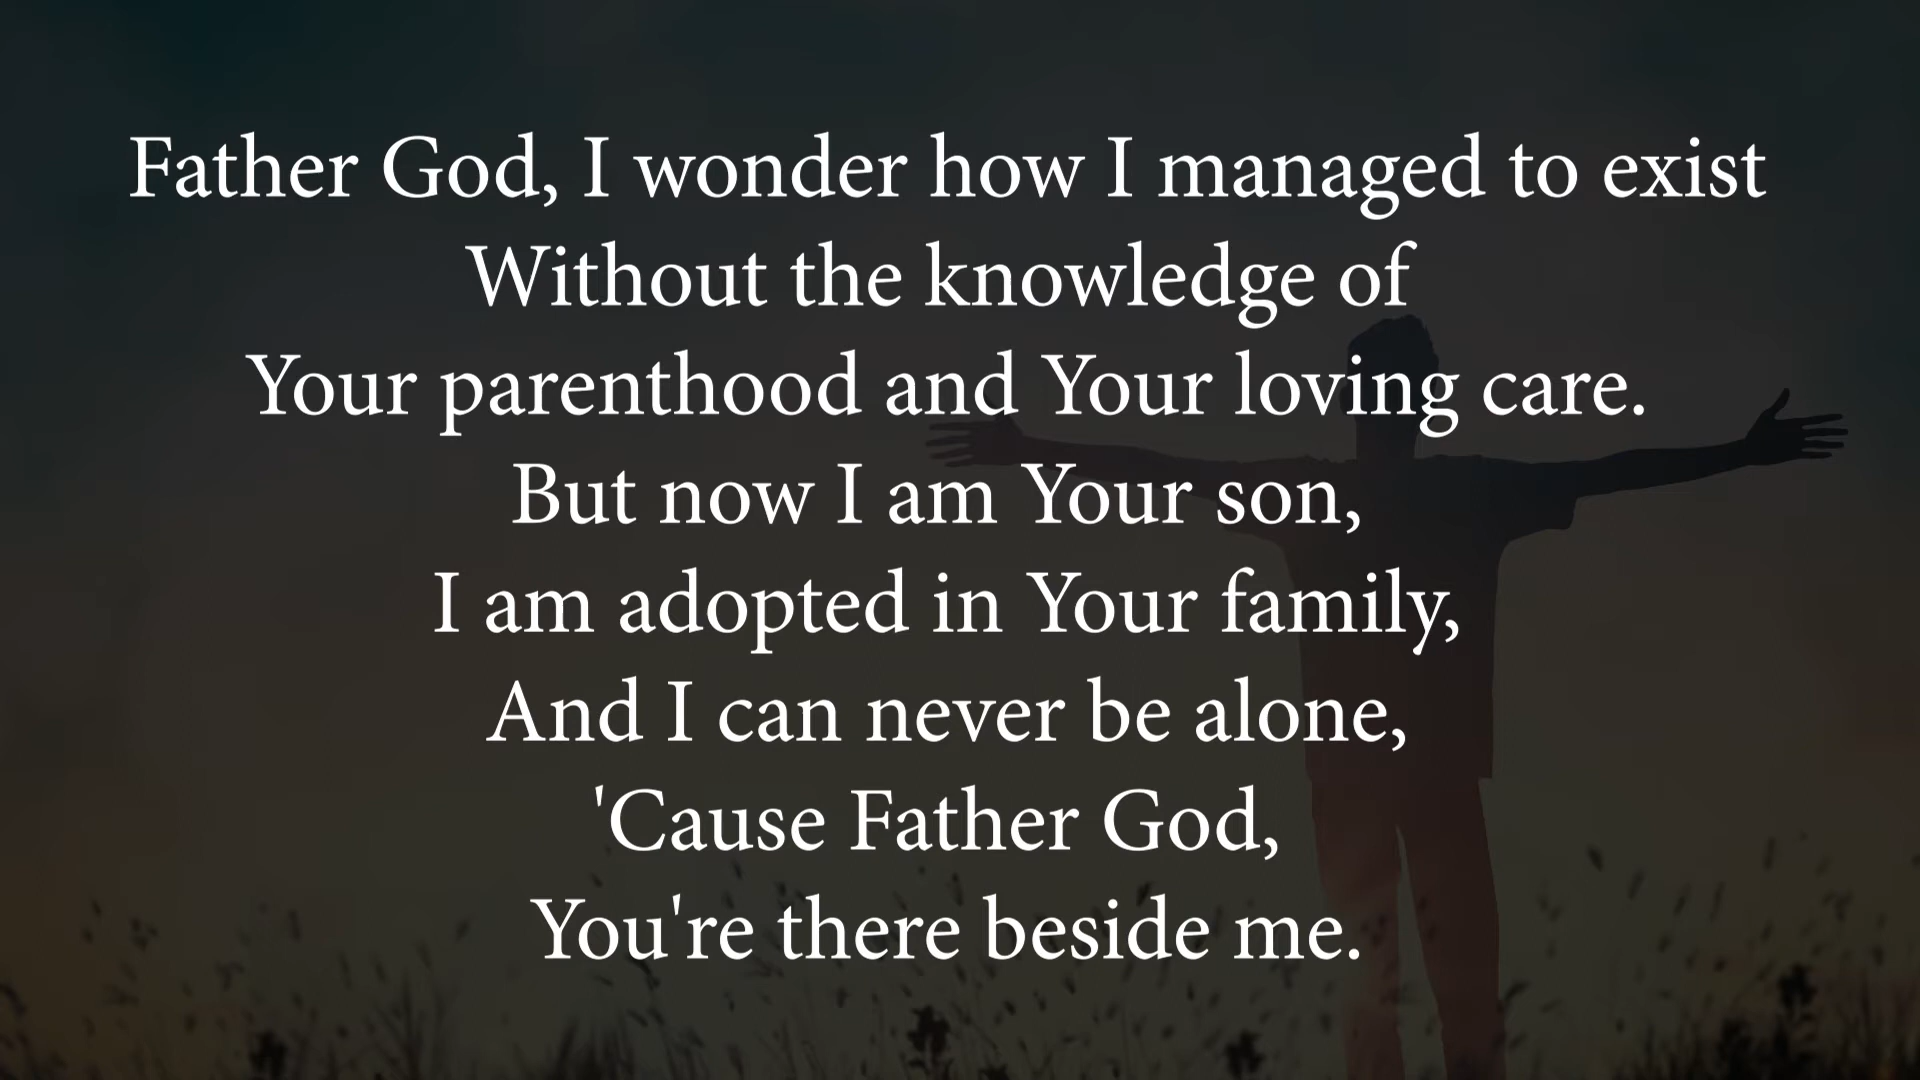 Father God, I wonder how I managed to exist
Without the knowledge of
Your parenthood and Your loving care.
But now I am Your son,
I am adopted in Your family,
And I can never be alone,
'Cause Father God,
You're there beside me.